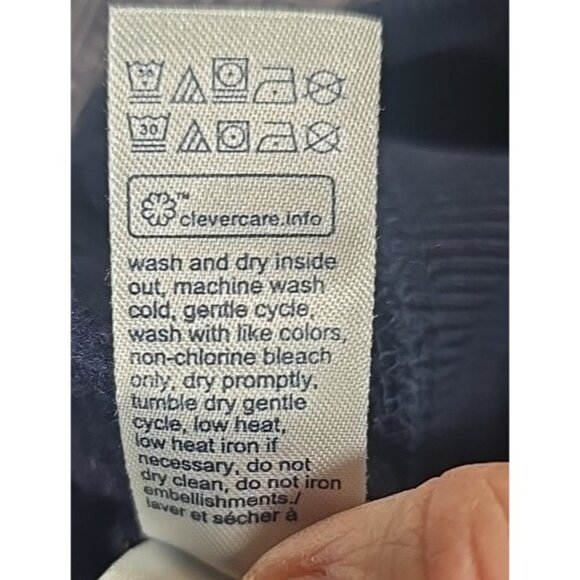 30
™
clevercare.info
wash and dry inside
out, machine wash
cold, gentle cycle,
wash with like colors,
non-chlorine bleach
only, dry promptly,
tumble dry gentle
cycle, low heat,
low heat iron if
necessary, do not
dry clean, do not iron
embellishments./
laver et sécher à